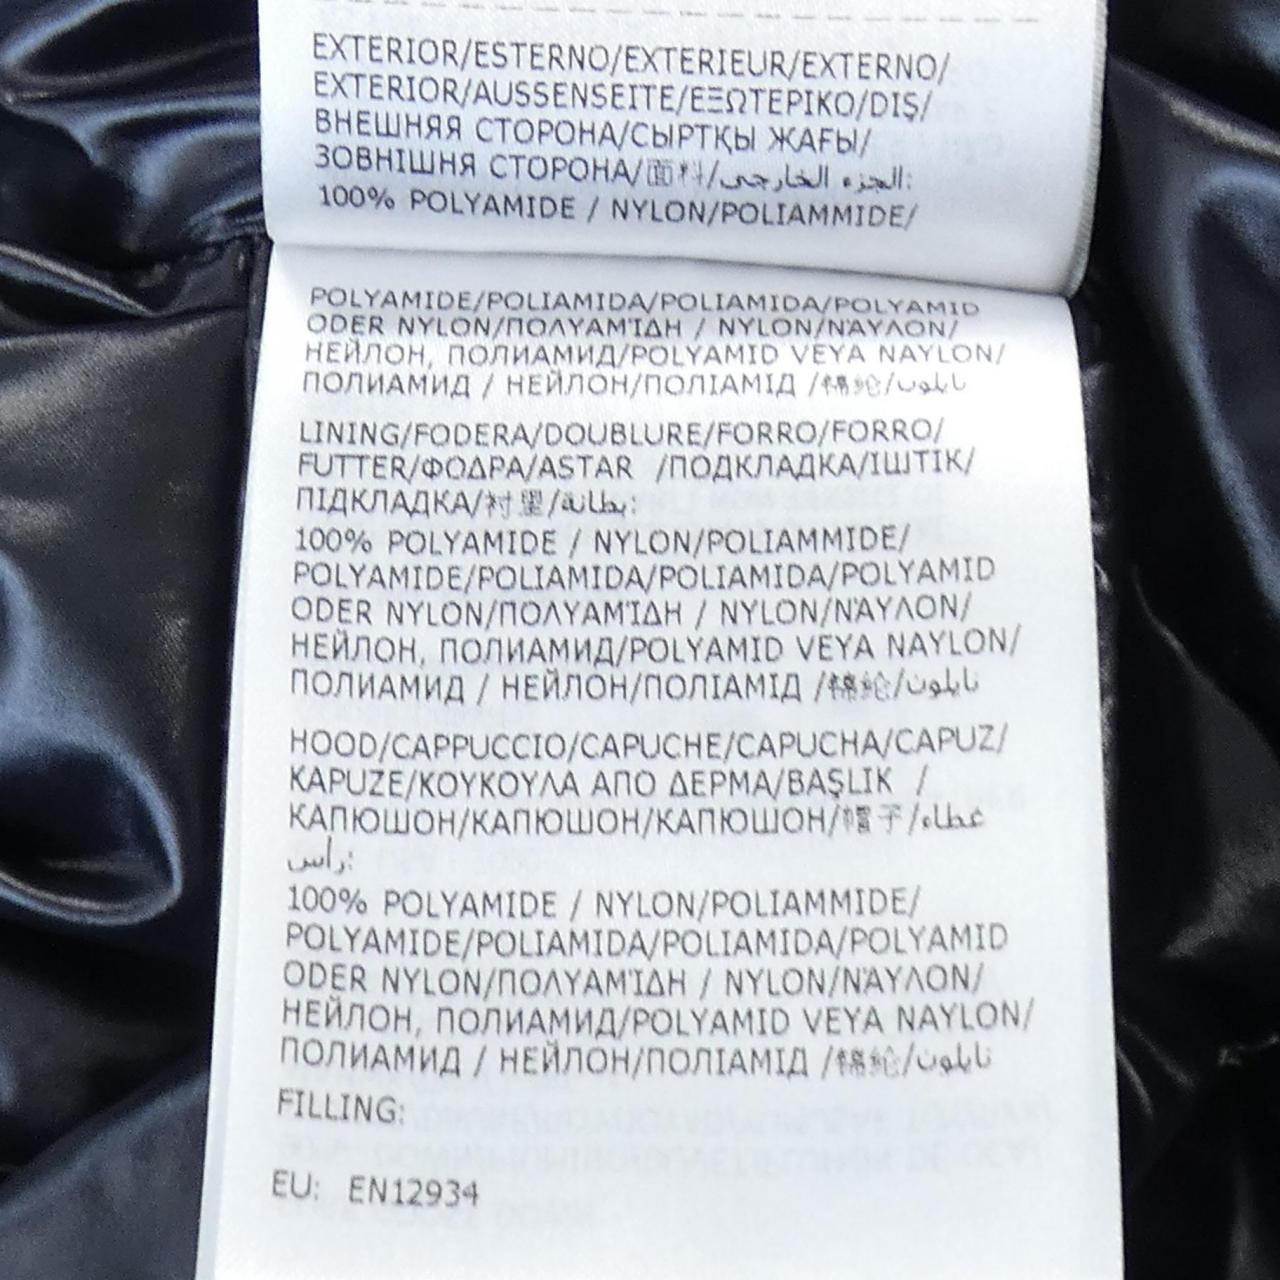 EXTERIOR/ESTERNO/EXTERIEUR/EXTERNO/
EXTERIOR/AUSSENSEITE/ΕΞΩΤΕΡΙΚΟ/DIŞ/
ВНЕШНЯЯ СТОРОНА/СЫРТҚЫ ЖАҒЫ/
ЗОВНІШНЯ СТОРОНА/面料/الجزء الخارجي:
100% POLYAMIDE / NYLON/POLIAMMIDE/
POLYAMIDE/POLIAMIDA/POLIAMIDA/POLYAMID
ODER NYLON/ΠΟΛΥΑΜΊΔΗ / NYLON/ΝΆΥΛΟΝ/
НЕЙЛОН, ПОЛИАМИД/POLYAMID VEYA NAYLON/
ПОЛИАМИД / НЕЙЛОН/ПОЛІАМІД /锦纶/نايلون
LINING/FODERA/DOUBLURE/FORRO/FORRO/
FUTTER/ΦΟΔΡΑ/ASTAR /ПОДКЛАДКА/ІШТІК/
ПІДКЛАДКА/衬里/بطانة:
100% POLYAMIDE / NYLON/POLIAMMIDE/
POLYAMIDE/POLIAMIDA/POLIAMIDA/POLYAMID
ODER NYLON/ΠΟΛΥΑΜΊΔΗ / NYLON/ΝΆΥΛΟΝ/
НЕЙЛОН, ПОЛИАМИД/POLYAMID VEYA NAYLON/
ПОЛИАМИД / НЕЙЛОН/ПОЛІАМІД /锦纶/نايلون
HOOD/CAPPUCCIO/CAPUCHE/CAPUCHA/CAPUZ/
KAPUZE/ΚΟΥΚΟΥΛΑ ΑΠΟ ΔΕΡΜΑ/BAŞLIK /
КАПЮШОН/КАПЮШОН/КАПЮШОН/帽子/غطاء
رأس:
100% POLYAMIDE / NYLON/POLIAMMIDE/
POLYAMIDE/POLIAMIDA/POLIAMIDA/POLYAMID
ODER NYLON/ΠΟΛΥΑΜΊΔΗ / NYLON/ΝΆΥΛΟΝ/
НЕЙЛОН, ПОЛИАМИД/POLYAMID VEYA NAYLON/
ПОЛИАМИД / НЕЙЛОН/ПОЛІАМІД /锦纶/نايلون
FILLING:
EU: EN12934